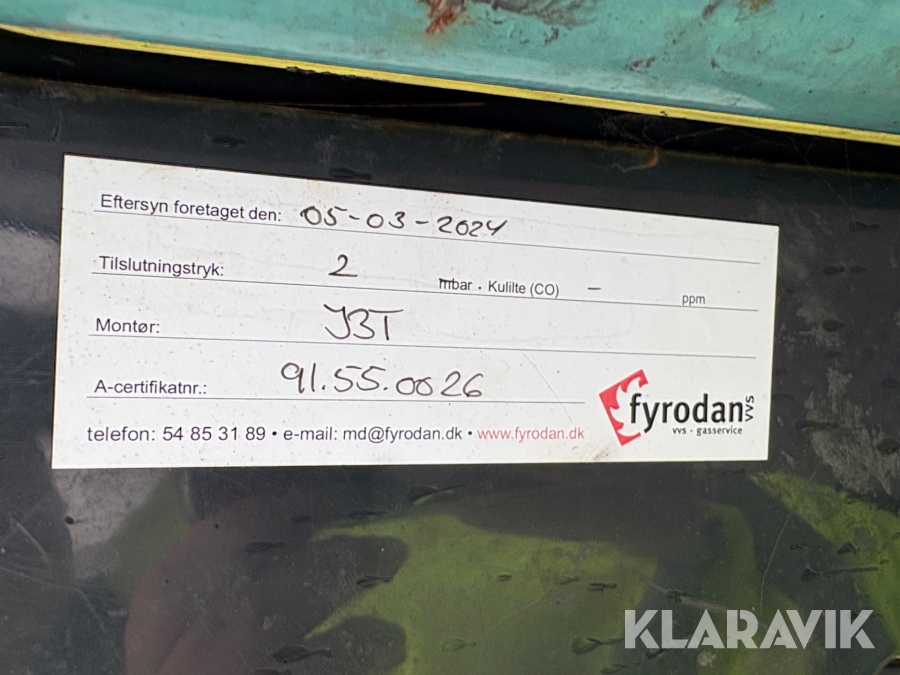 Eftersyn foretaget den: 05-03-2024
Tilslutningstryk: 2 mbar • Kulilte (CO) – ppm
Montør: JBT
A-certifikatnr.: 91.55.0026
telefon: 54 85 31 89 • e-mail: md@fyrodan.dk • www.fyrodan.dk
fyrodan vvs
vvs - gasservice
KLARAVIK